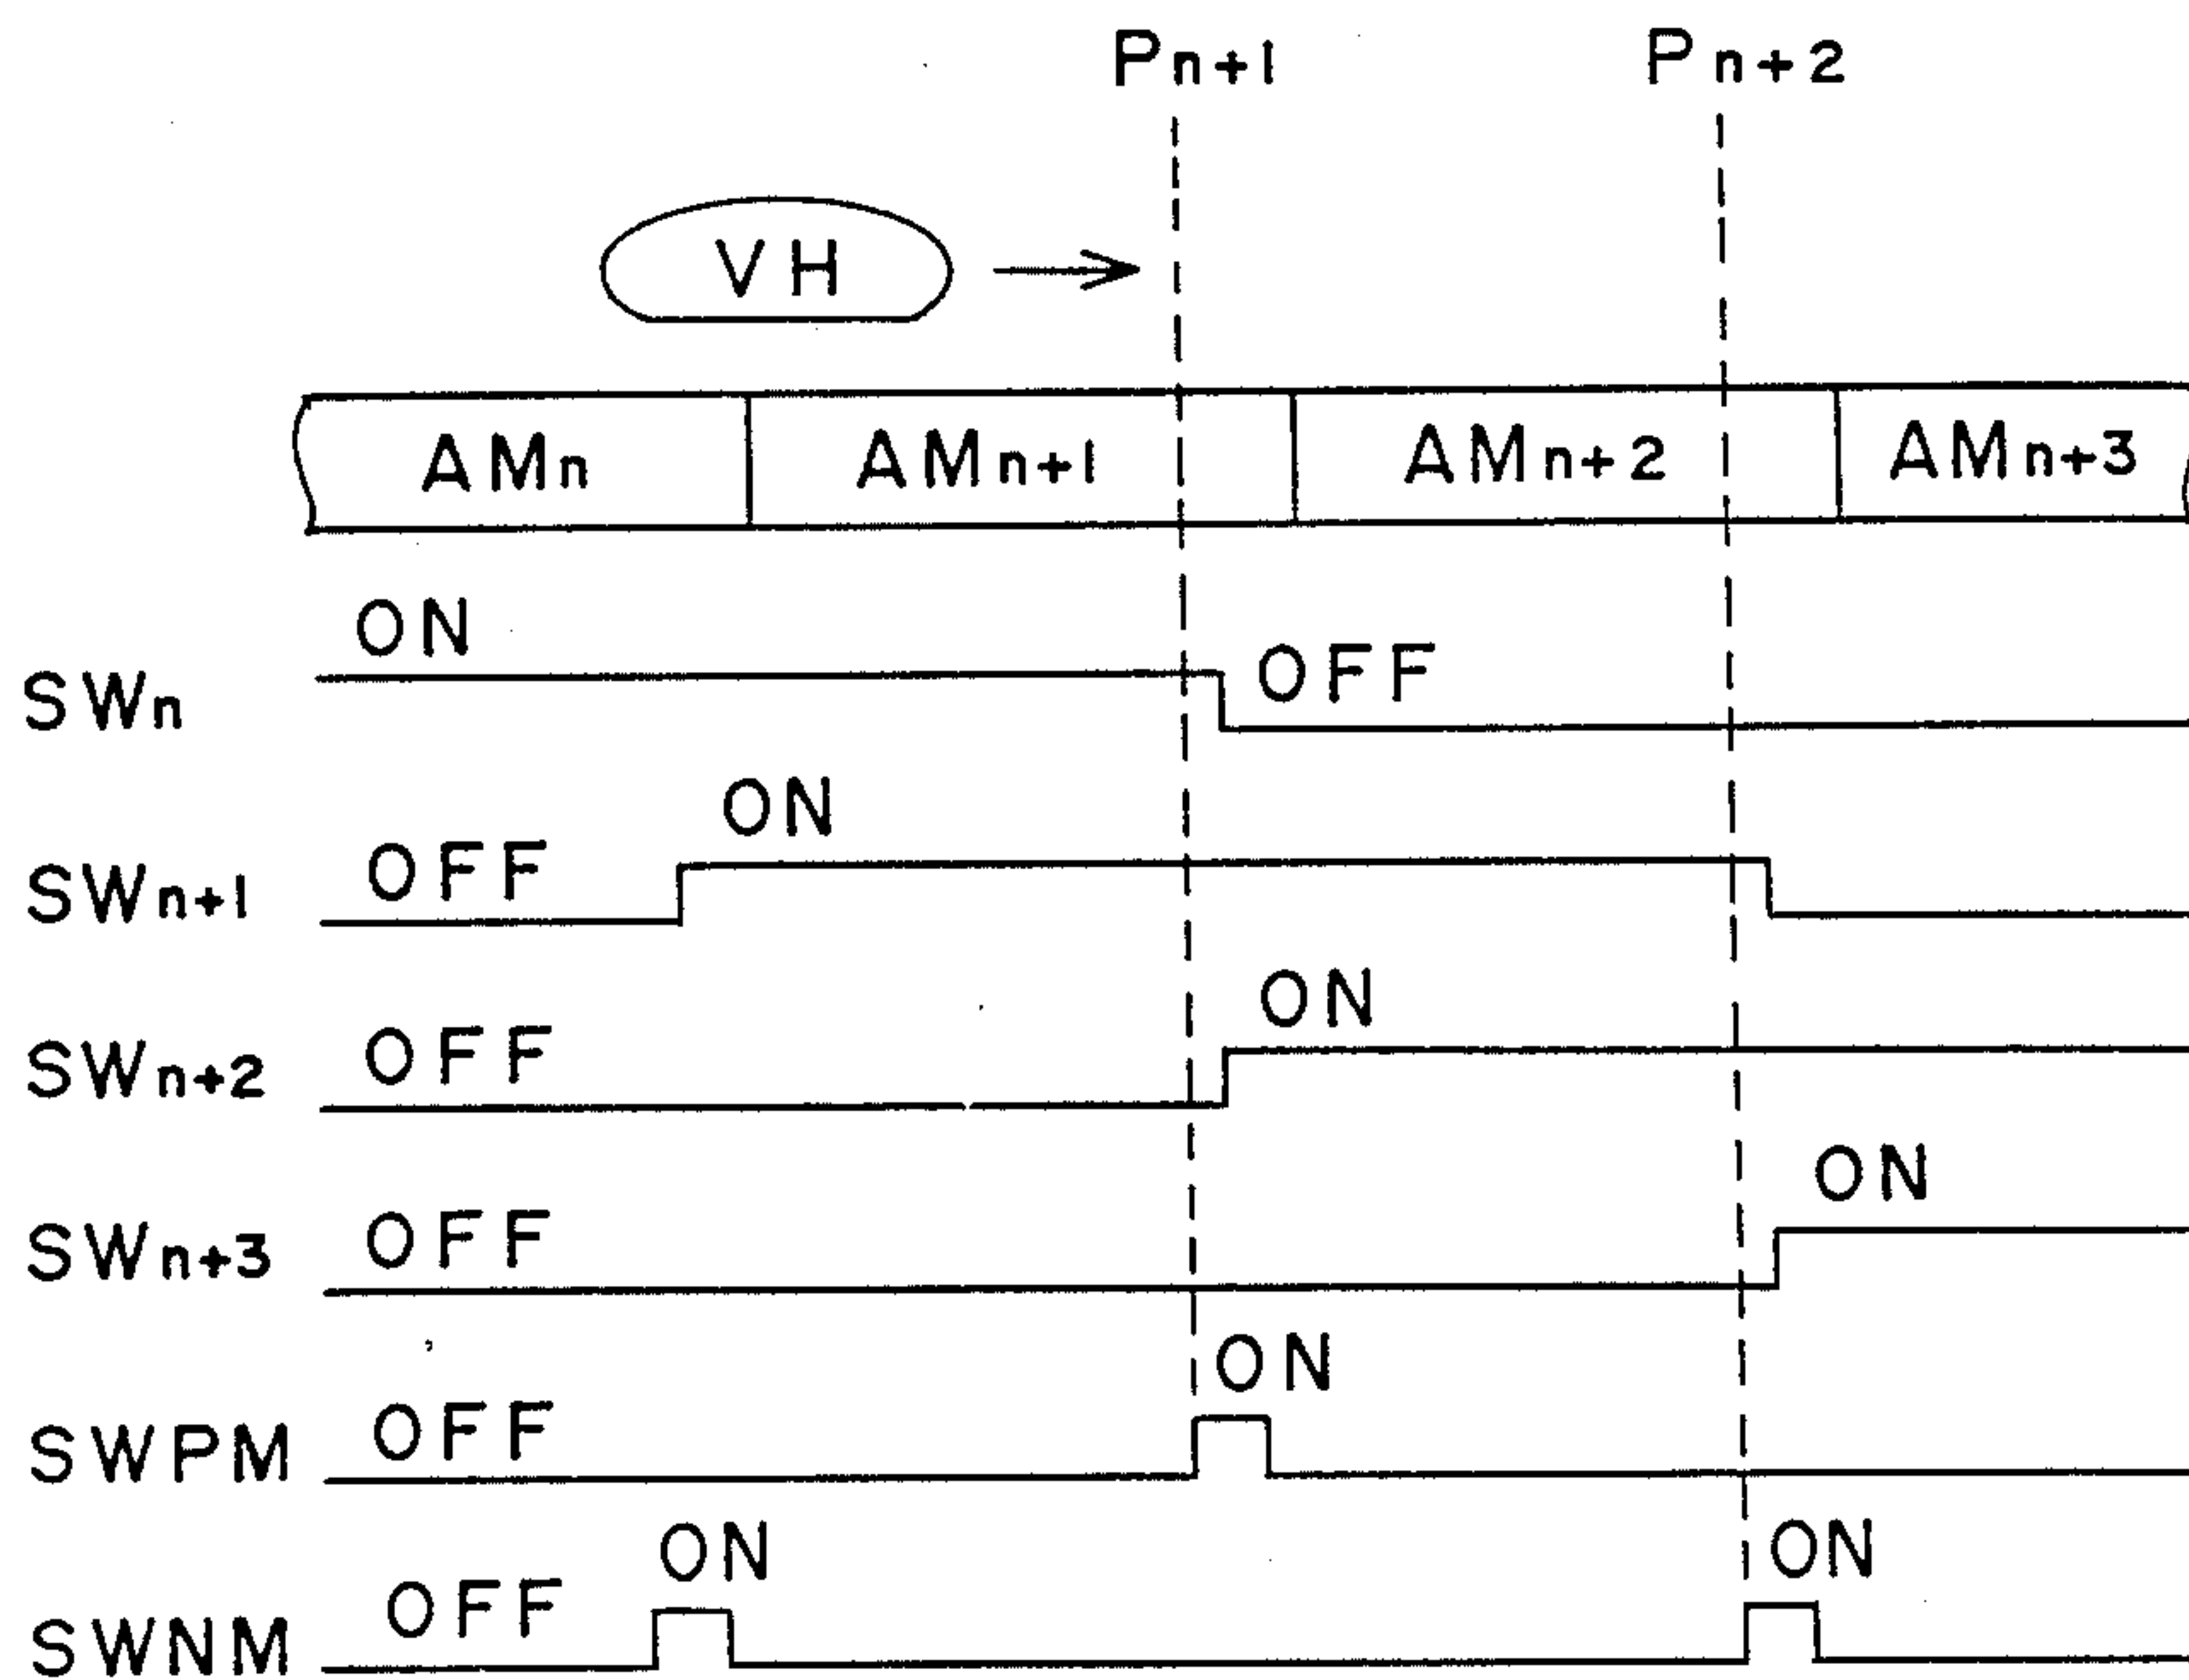 Pn+1 Pn+2
VH
AMn AMn+1 AMn+2 AMn+3
ON
SWn OFF
ON
SWn+1 OFF
ON
SWn+2 OFF
ON
SWn+3 OFF
ON
SWPM OFF
ON ON
SWNM OFF